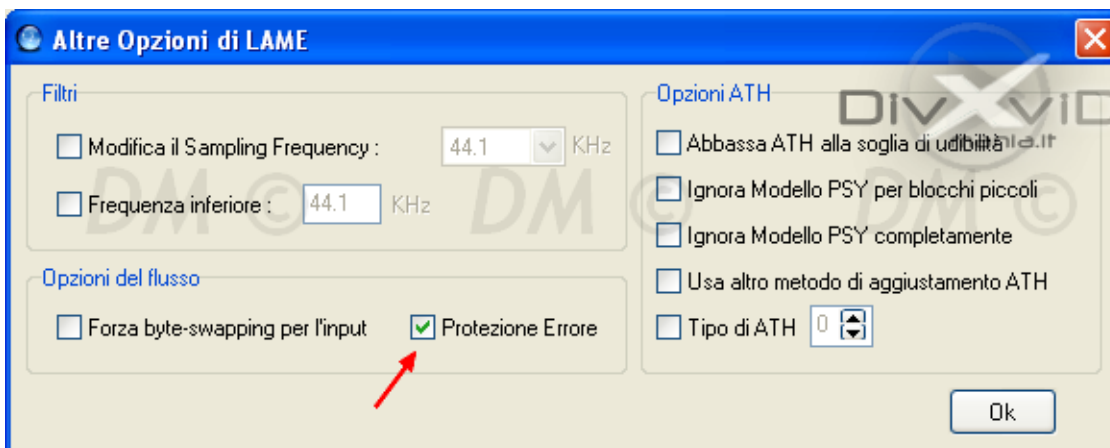 Altre Opzioni di LAME
Filtri
Modifica il Sampling Frequency :
44.1
KHz
Frequenza inferiore :
44.1
KHz
Opzioni del flusso
Forza byte-swapping per l'input
Protezione Errore
Opzioni ATH
Abbassa ATH alla soglia di udibilità
Ignora Modello PSY per blocchi piccoli
Ignora Modello PSY completamente
Usa altro metodo di aggiustamento ATH
Tipo di ATH
0
Ok
DM ©
DM ©
DM ©
DivXviD